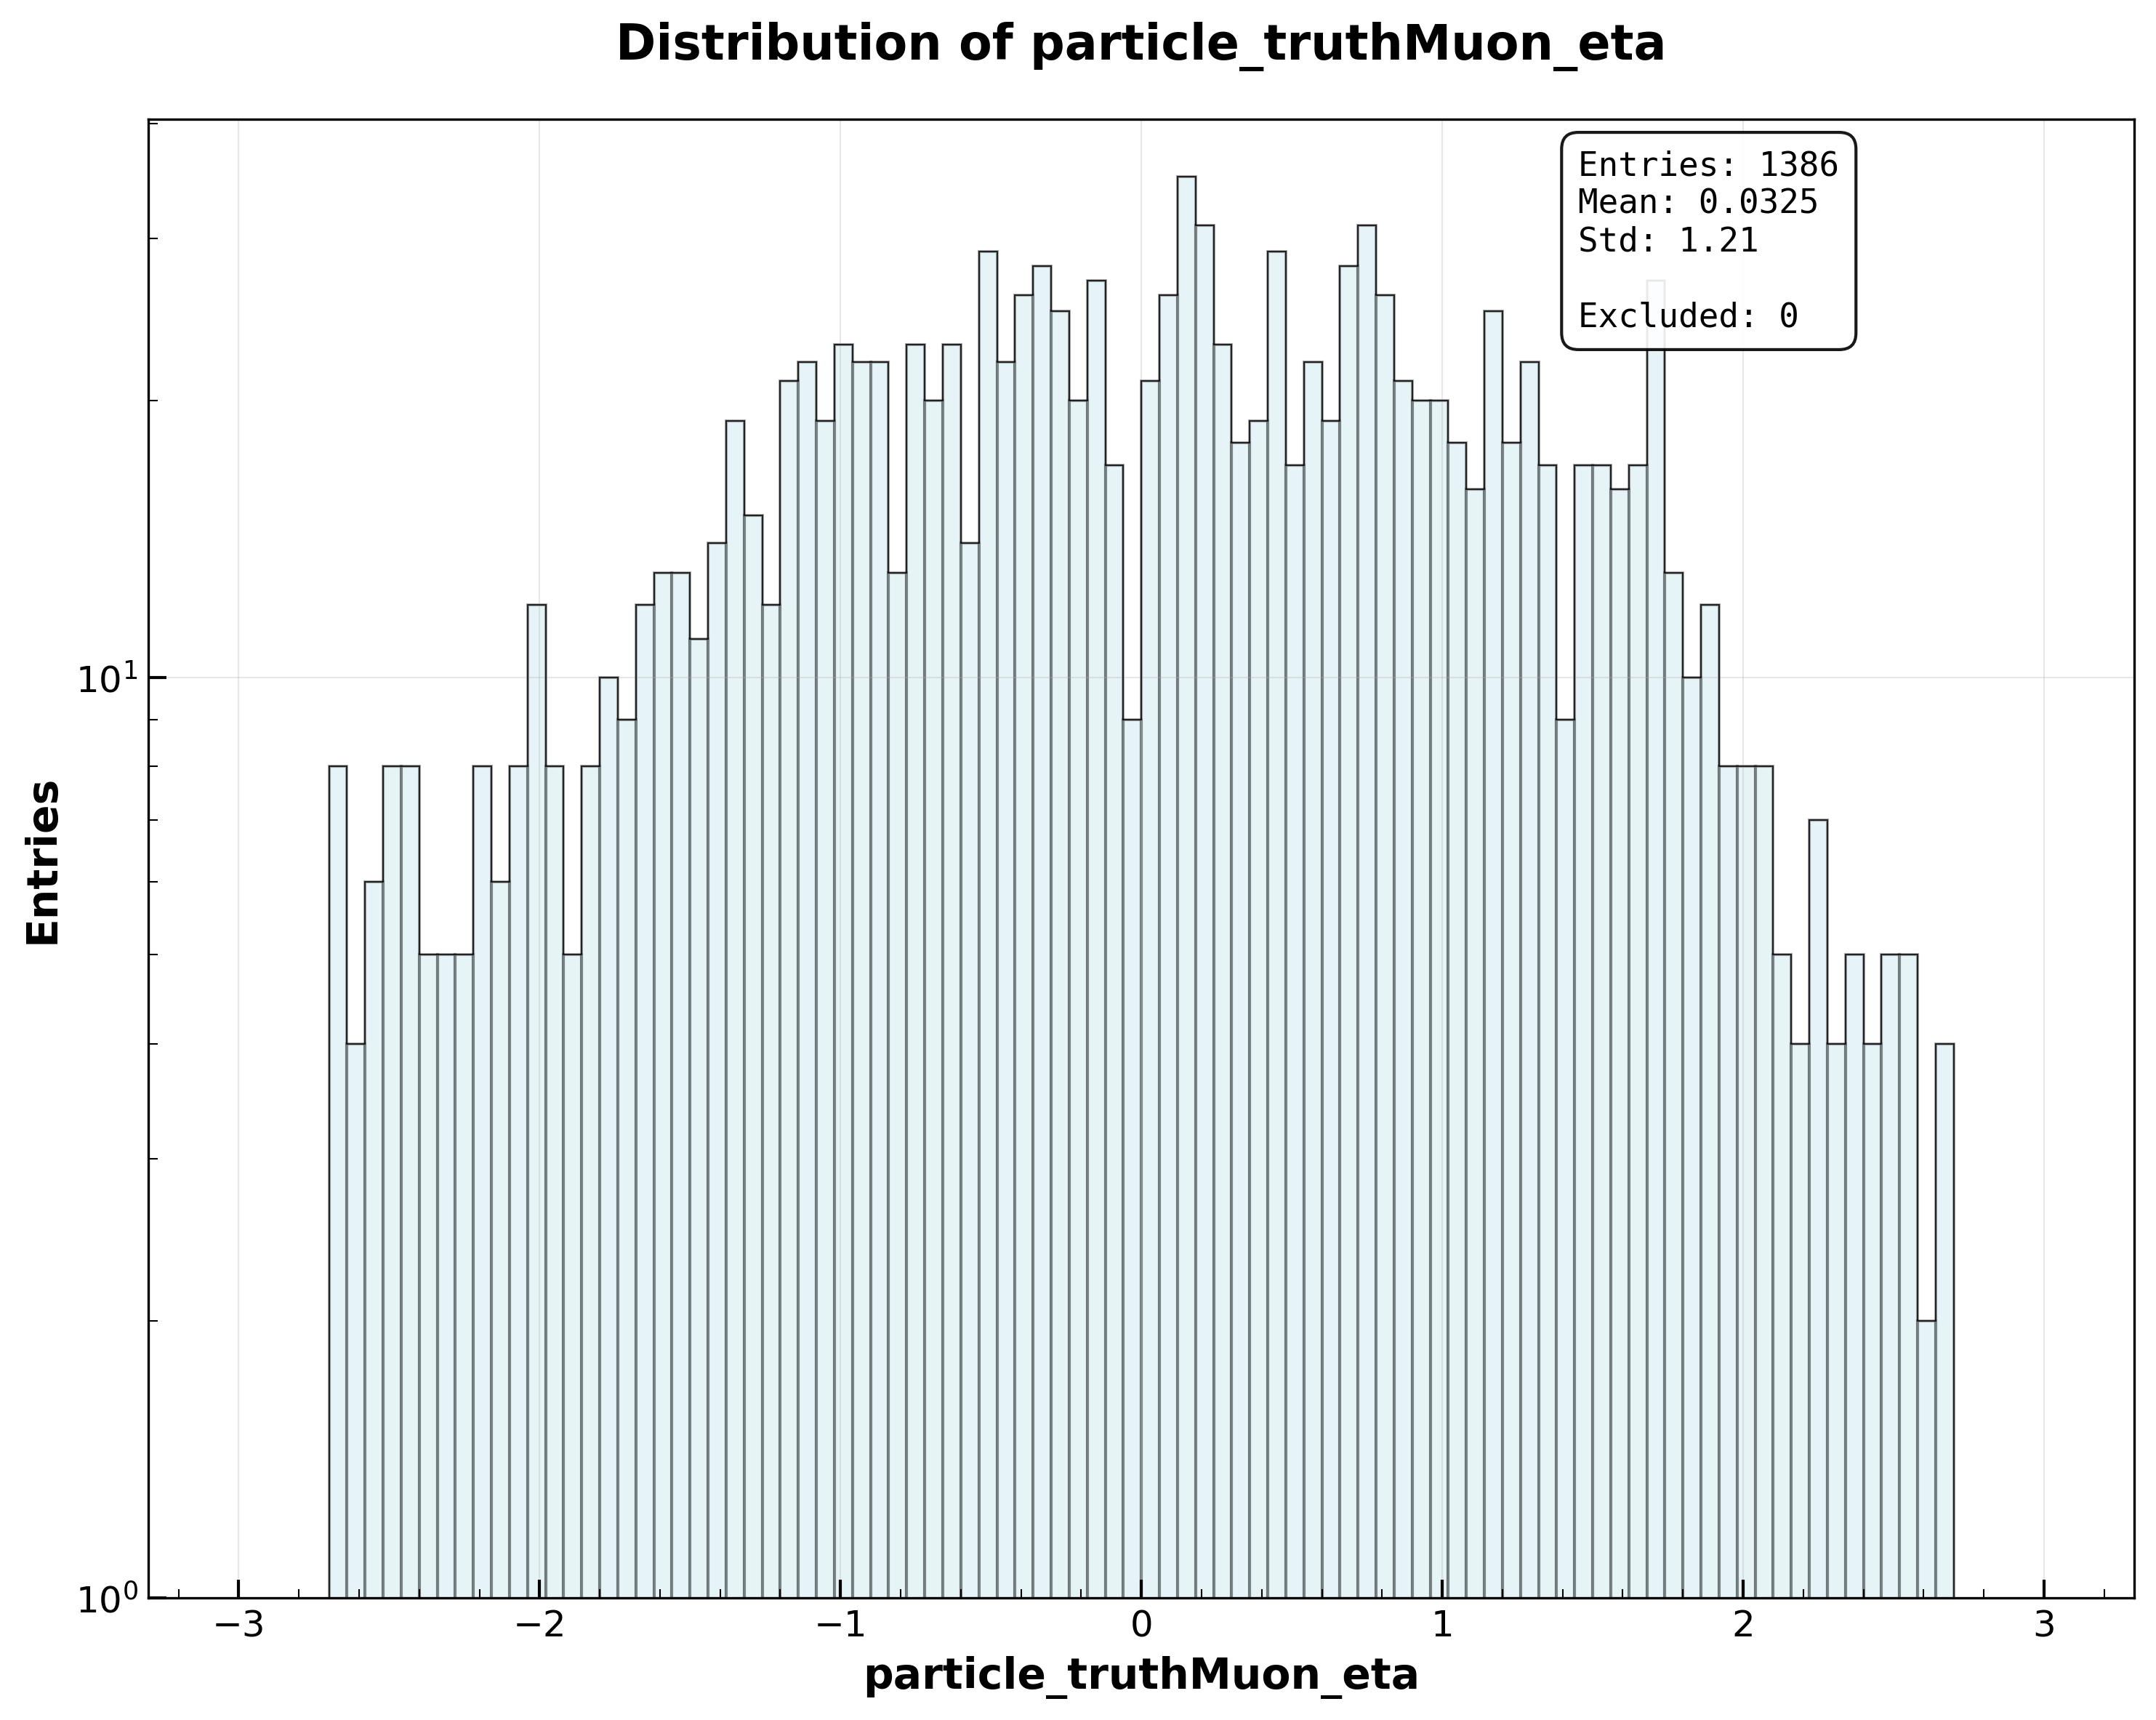 Distribution of particle_truthMuon_eta
Entries: 1386
Mean: 0.0325
Std: 1.21
Excluded: 0
Entries
10¹
10⁰
−3 −2 −1 0 1 2 3
particle_truthMuon_eta